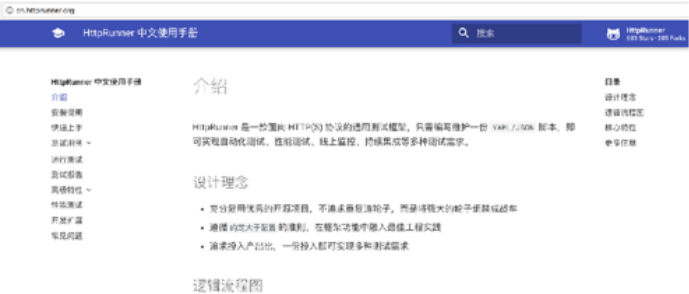 cn.httprunner.org
HttpRunner 中文使用手册
搜索
HttpRunner
HttpRunner 中文使用手册
介绍
安装说明
快速上手
测试用例
运行测试
测试报告
高级特性
性能测试
开发扩展
常见问题
介绍
HttpRunner 是一款面向 HTTP(S) 协议的通用测试框架，只需编写维护一份 YAML/JSON 脚本，即
可实现自动化测试、性能测试、线上监控、持续集成等多种测试需求。
设计理念
• 充分复用优秀的开源项目，不追求重复造轮子，而是将强大的轮子组装成战车
• 遵循 约定大于配置 的准则，在框架功能中融入最佳工程实践
• 追求投入产出比，一份投入即可实现多种测试需求
逻辑流程图
目录
设计理念
逻辑流程图
核心特性
更多信息